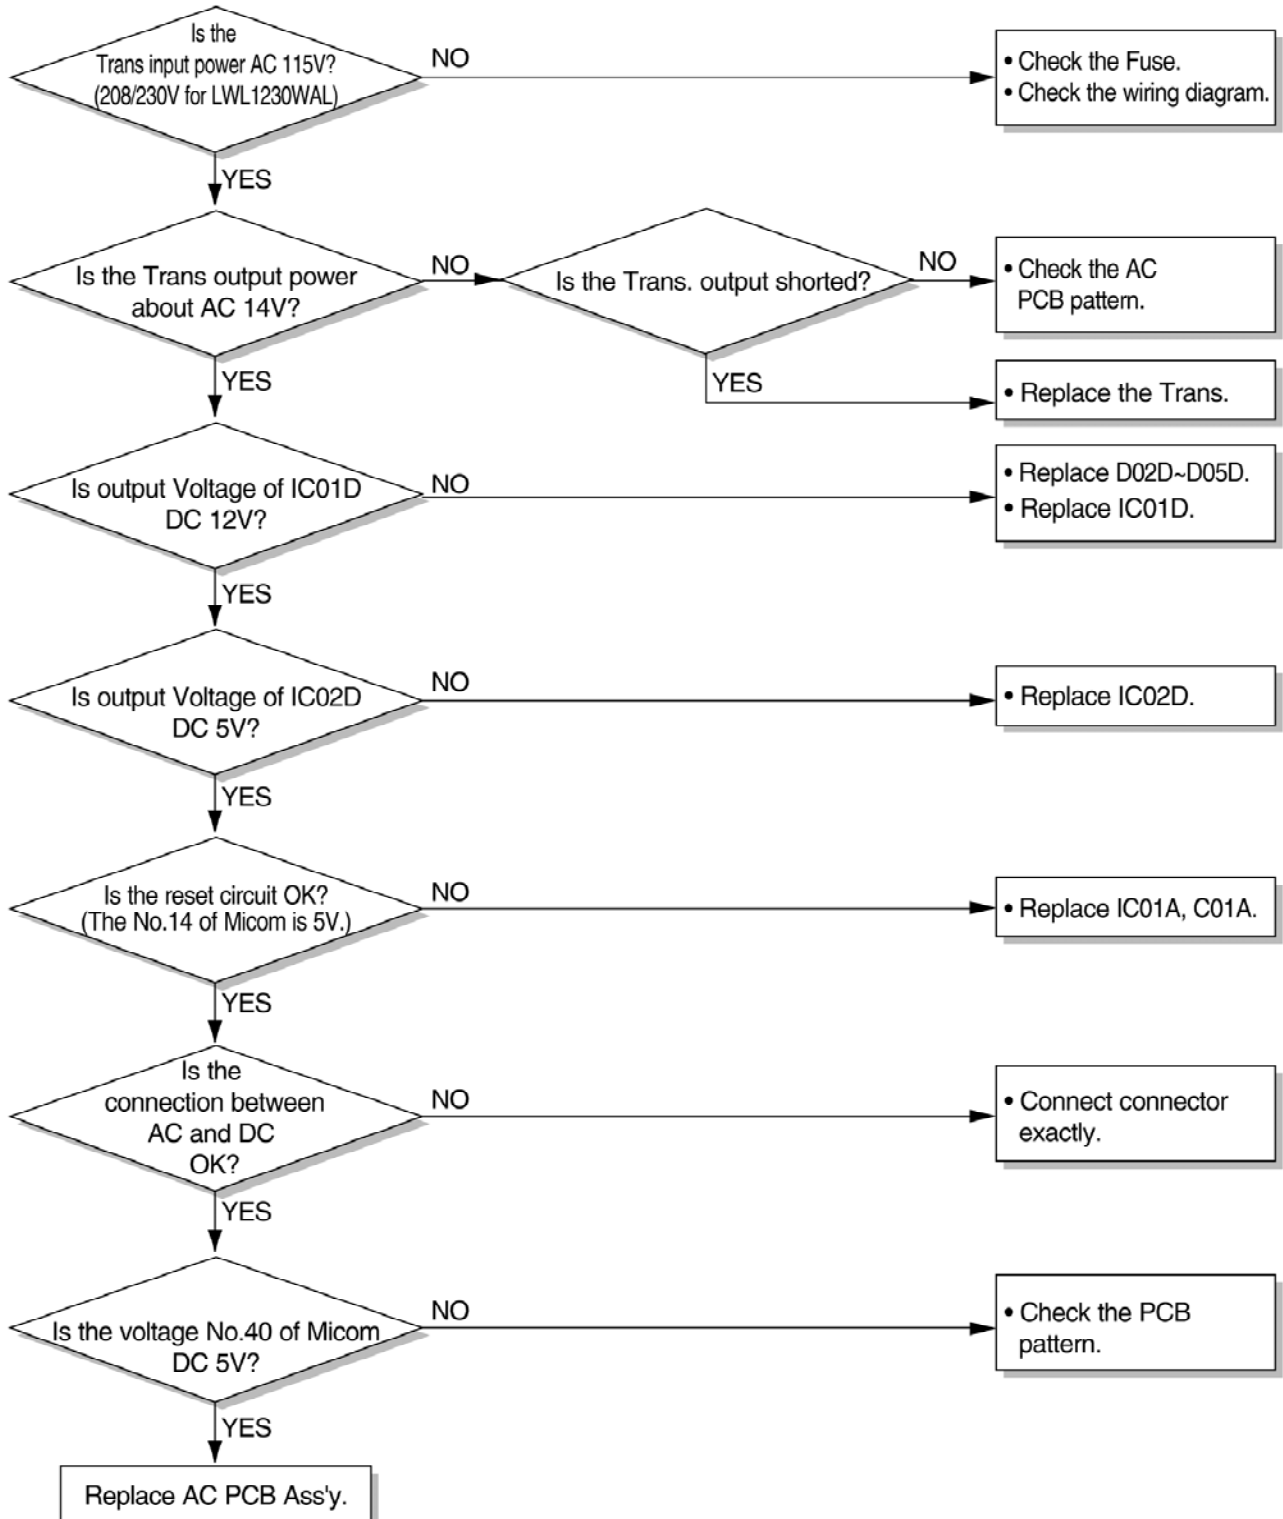 Is the
Trans input power AC 115V?
(208/230V for LWL1230WAL)
NO
• Check the Fuse.
• Check the wiring diagram.
YES
Is the Trans output power
about AC 14V?
NO
Is the Trans. output shorted?
NO
• Check the AC
PCB pattern.
YES
YES
• Replace the Trans.
Is output Voltage of IC01D
DC 12V?
NO
• Replace D02D~D05D.
• Replace IC01D.
YES
Is output Voltage of IC02D
DC 5V?
NO
• Replace IC02D.
YES
Is the reset circuit OK?
(The No.14 of Micom is 5V.)
NO
• Replace IC01A, C01A.
YES
Is the
connection between
AC and DC
OK?
NO
• Connect connector
exactly.
YES
Is the voltage No.40 of Micom
DC 5V?
NO
• Check the PCB
pattern.
YES
Replace AC PCB Ass'y.